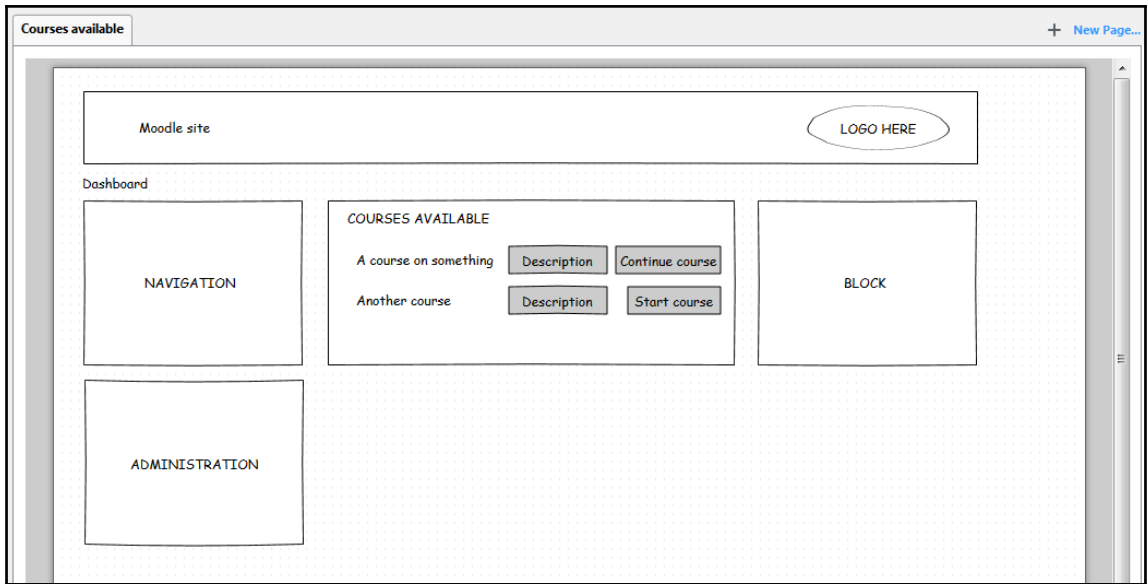 Courses available
+ New Page...
Moodle site
LOGO HERE
Dashboard
NAVIGATION
COURSES AVAILABLE
A course on something Description Continue course
Another course Description Start course
BLOCK
ADMINISTRATION